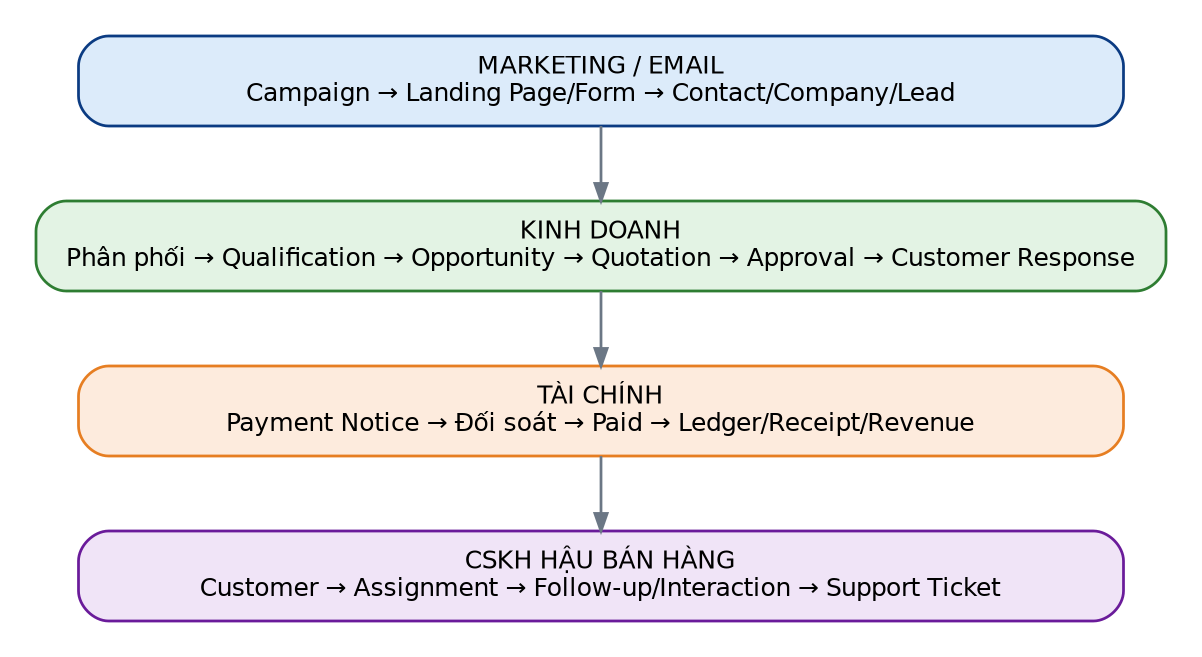 MARKETING / EMAIL
Campaign → Landing Page/Form → Contact/Company/Lead
KINH DOANH
Phân phối → Qualification → Opportunity → Quotation → Approval → Customer Response
TÀI CHÍNH
Payment Notice → Đối soát → Paid → Ledger/Receipt/Revenue
CSKH HẬU BÁN HÀNG
Customer → Assignment → Follow-up/Interaction → Support Ticket